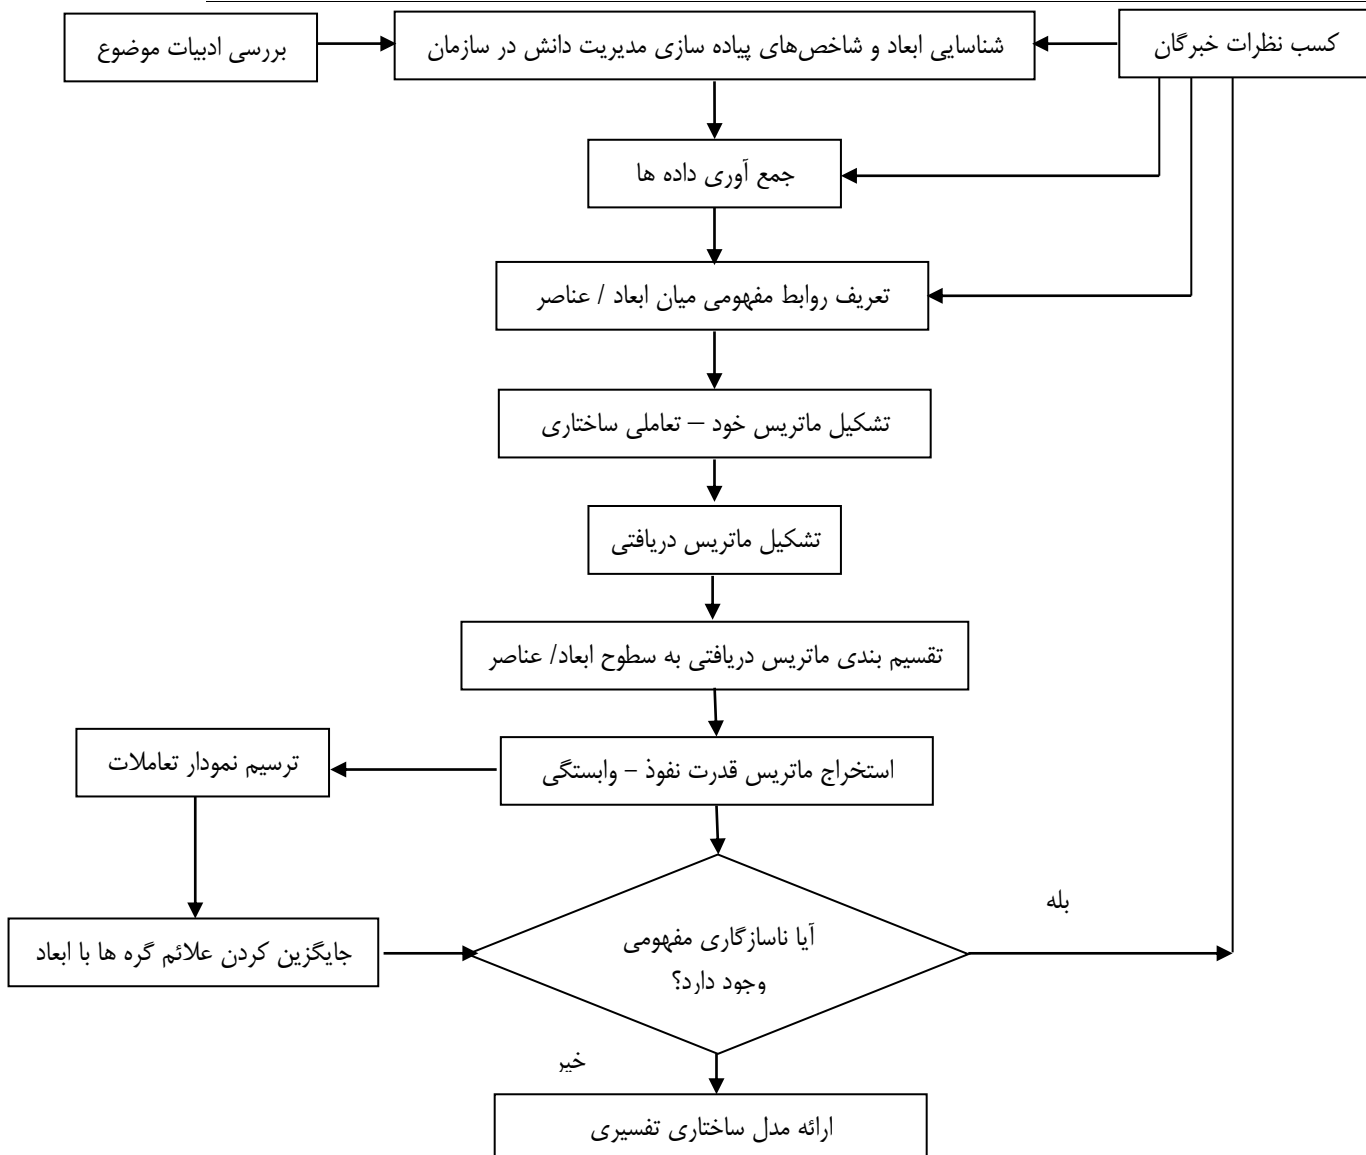 کسب نظرات خبرگان
شناسایی ابعاد و شاخص‌های پیاده سازی مدیریت دانش در سازمان
بررسی ادبیات موضوع
جمع آوری داده ها
تعریف روابط مفهومی میان ابعاد / عناصر
تشکیل ماتریس خود – تعاملی ساختاری
تشکیل ماتریس دریافتی
تقسیم بندی ماتریس دریافتی به سطوح ابعاد/ عناصر
استخراج ماتریس قدرت نفوذ – وابستگی
ترسیم نمودار تعاملات
بله
آیا ناسازگاری مفهومی
وجود دارد؟
جایگزین کردن علائم گره ها با ابعاد
خیر
ارائه مدل ساختاری تفسیری